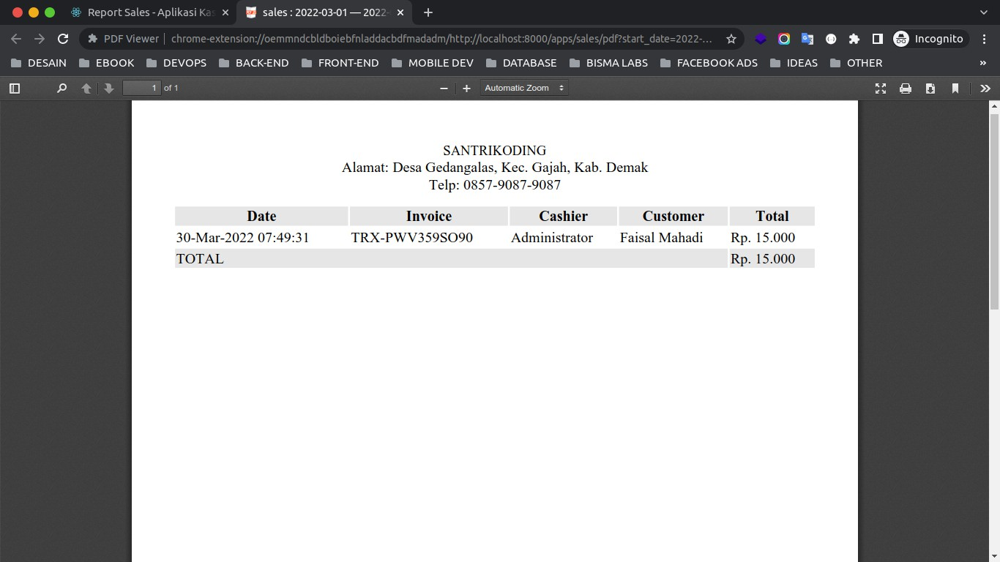 Report Sales - Aplikasi Kas
sales : 2022-03-01 — 2022-
PDF Viewer
chrome-extension://oemmndcbldboiebfnladdacbdfmadadm/http://localhost:8000/apps/sales/pdf?start_date=2022-...
Incognito
DESAIN EBOOK DEVOPS BACK-END FRONT-END MOBILE DEV DATABASE BISMA LABS FACEBOOK ADS IDEAS OTHER »
1 of 1
Automatic Zoom
SANTRIKODING
Alamat: Desa Gedangalas, Kec. Gajah, Kab. Demak
Telp: 0857-9087-9087
Date Invoice Cashier Customer Total
30-Mar-2022 07:49:31 TRX-PWV359SO90 Administrator Faisal Mahadi Rp. 15.000
TOTAL Rp. 15.000